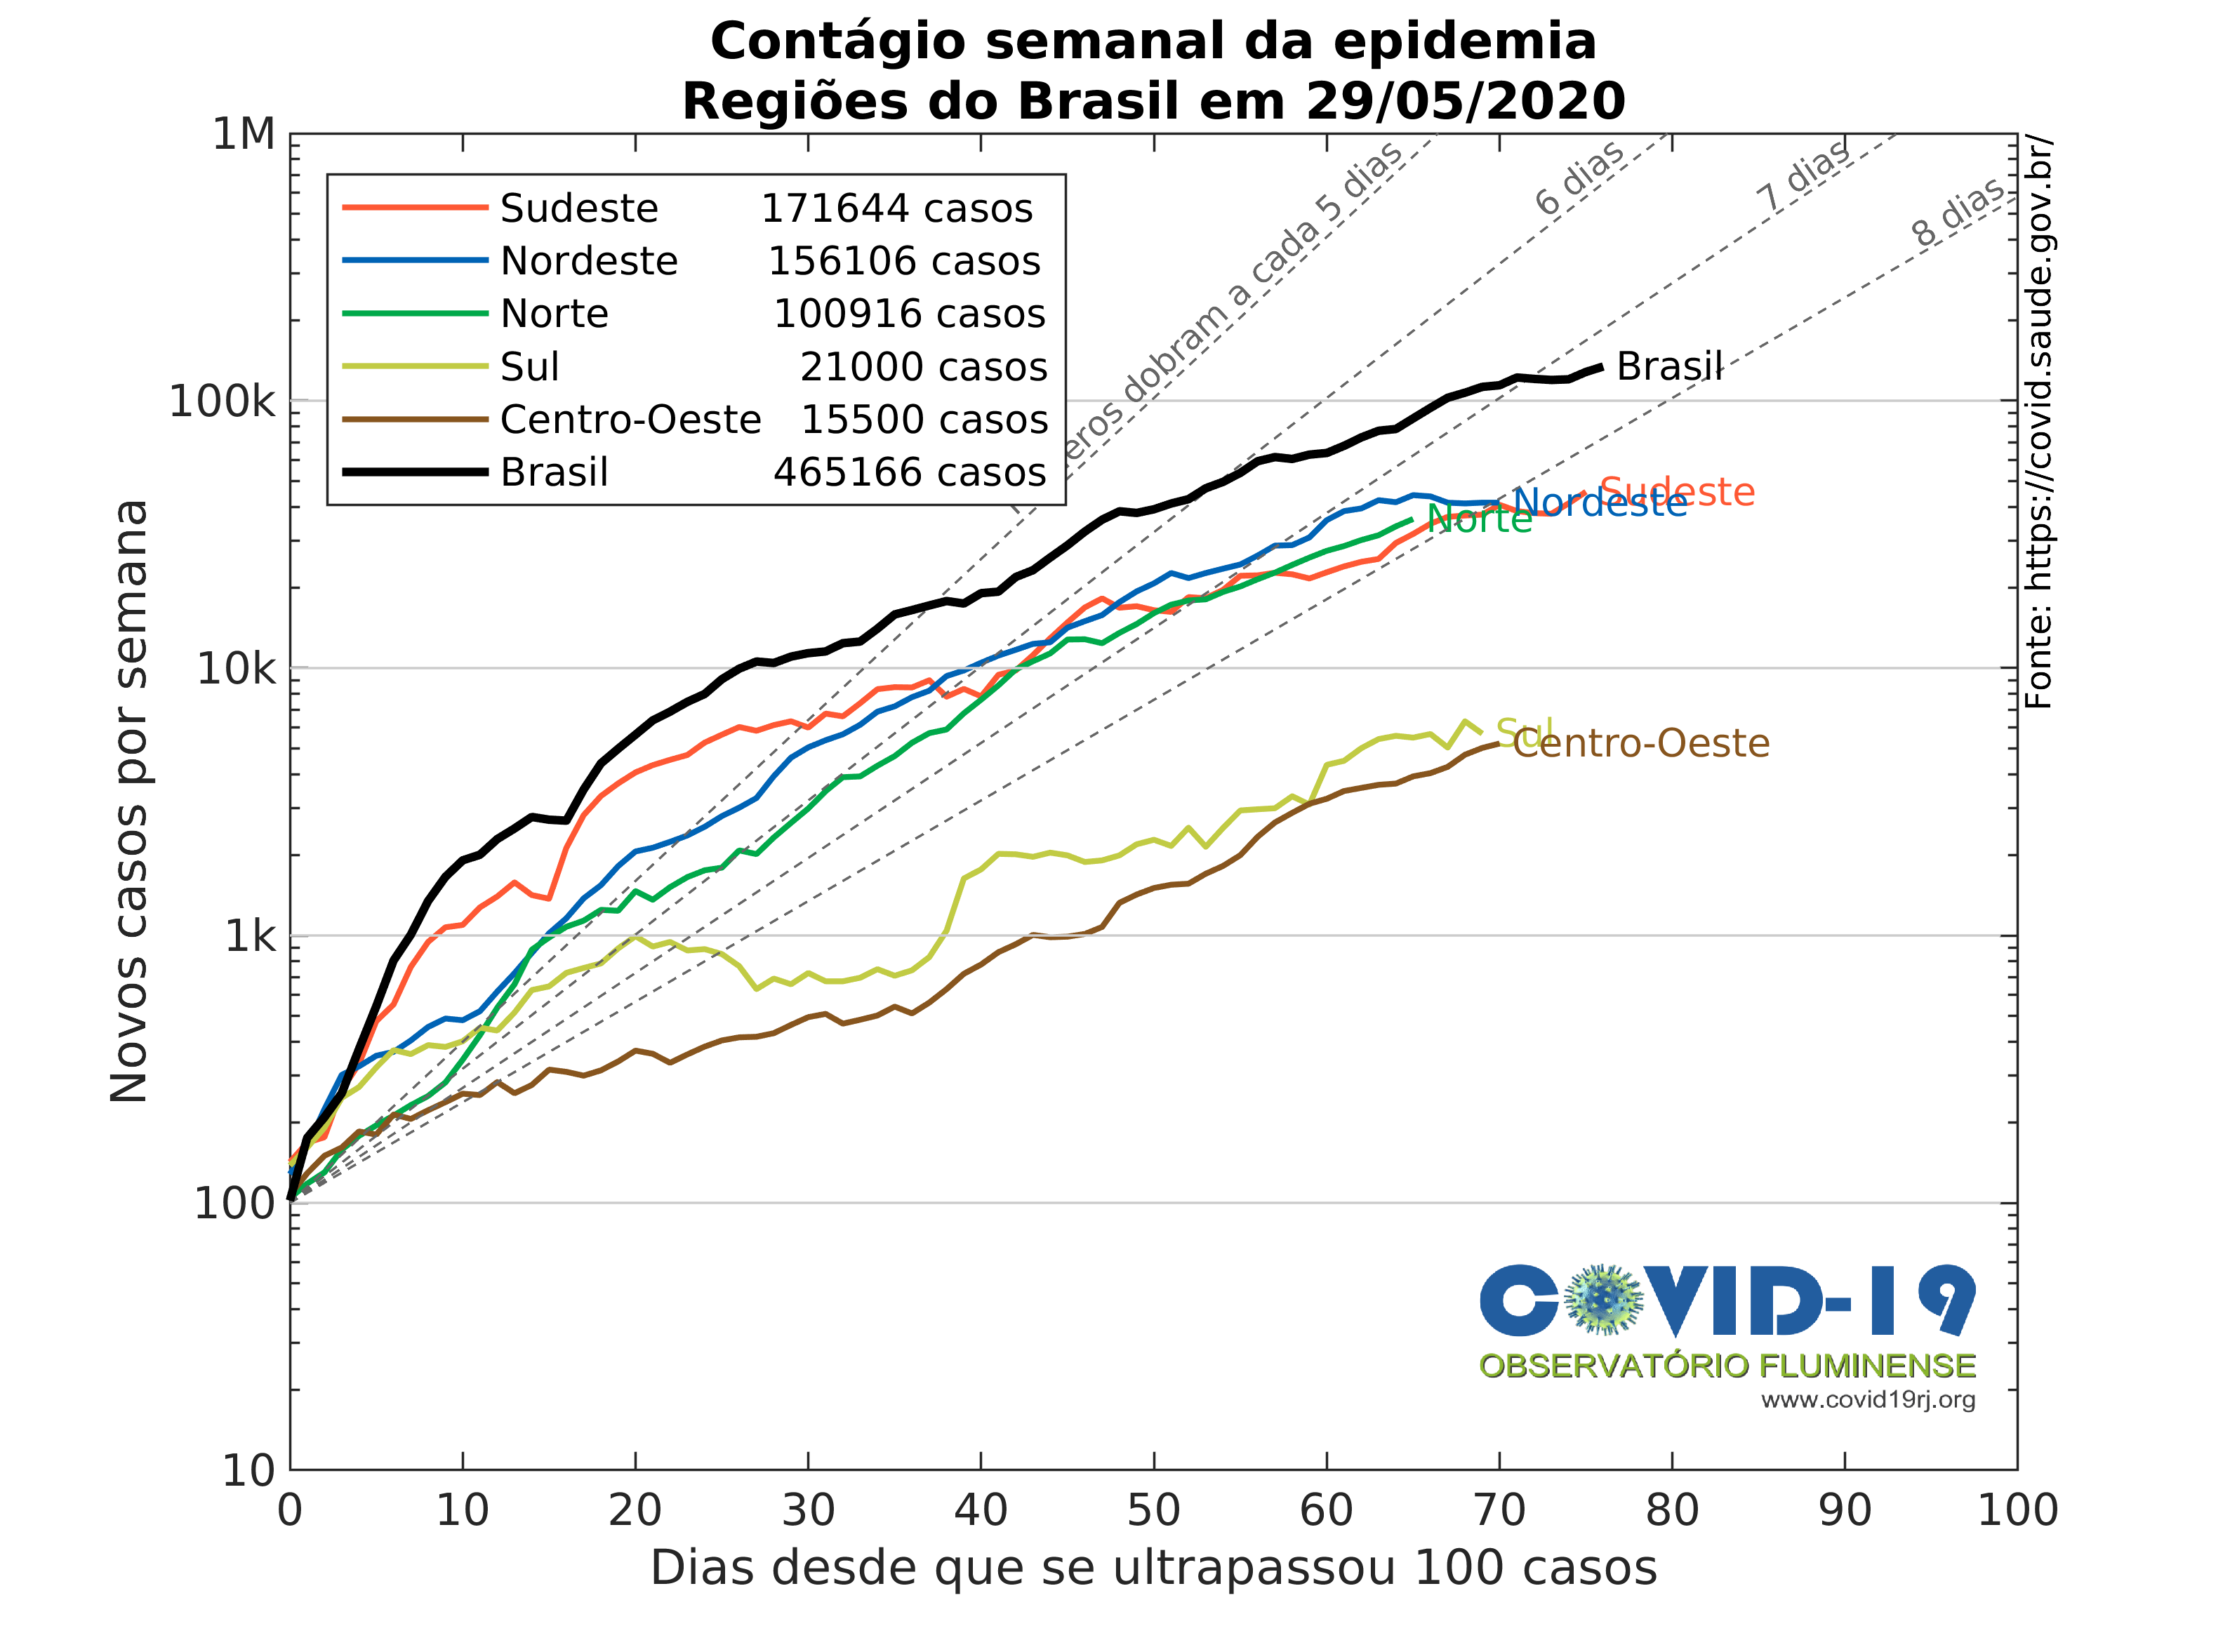 Contágio semanal da epidemia
Regiões do Brasil em 29/05/2020
Novos casos por semana
1M
100k
10k
1k
100
10
Sudeste 171644 casos
Nordeste 156106 casos
Norte 100916 casos
Sul 21000 casos
Centro-Oeste 15500 casos
Brasil 465166 casos
dobram a cada 5 dias
6 dias
7 dias
8 dias
Brasil
Sudeste
Nordeste
Norte
Sul
Centro-Oeste
Fonte: https://covid.saude.gov.br/
COVID-19
OBSERVATÓRIO FLUMINENSE
www.covid19rj.org
0 10 20 30 40 50 60 70 80 90 100
Dias desde que se ultrapassou 100 casos